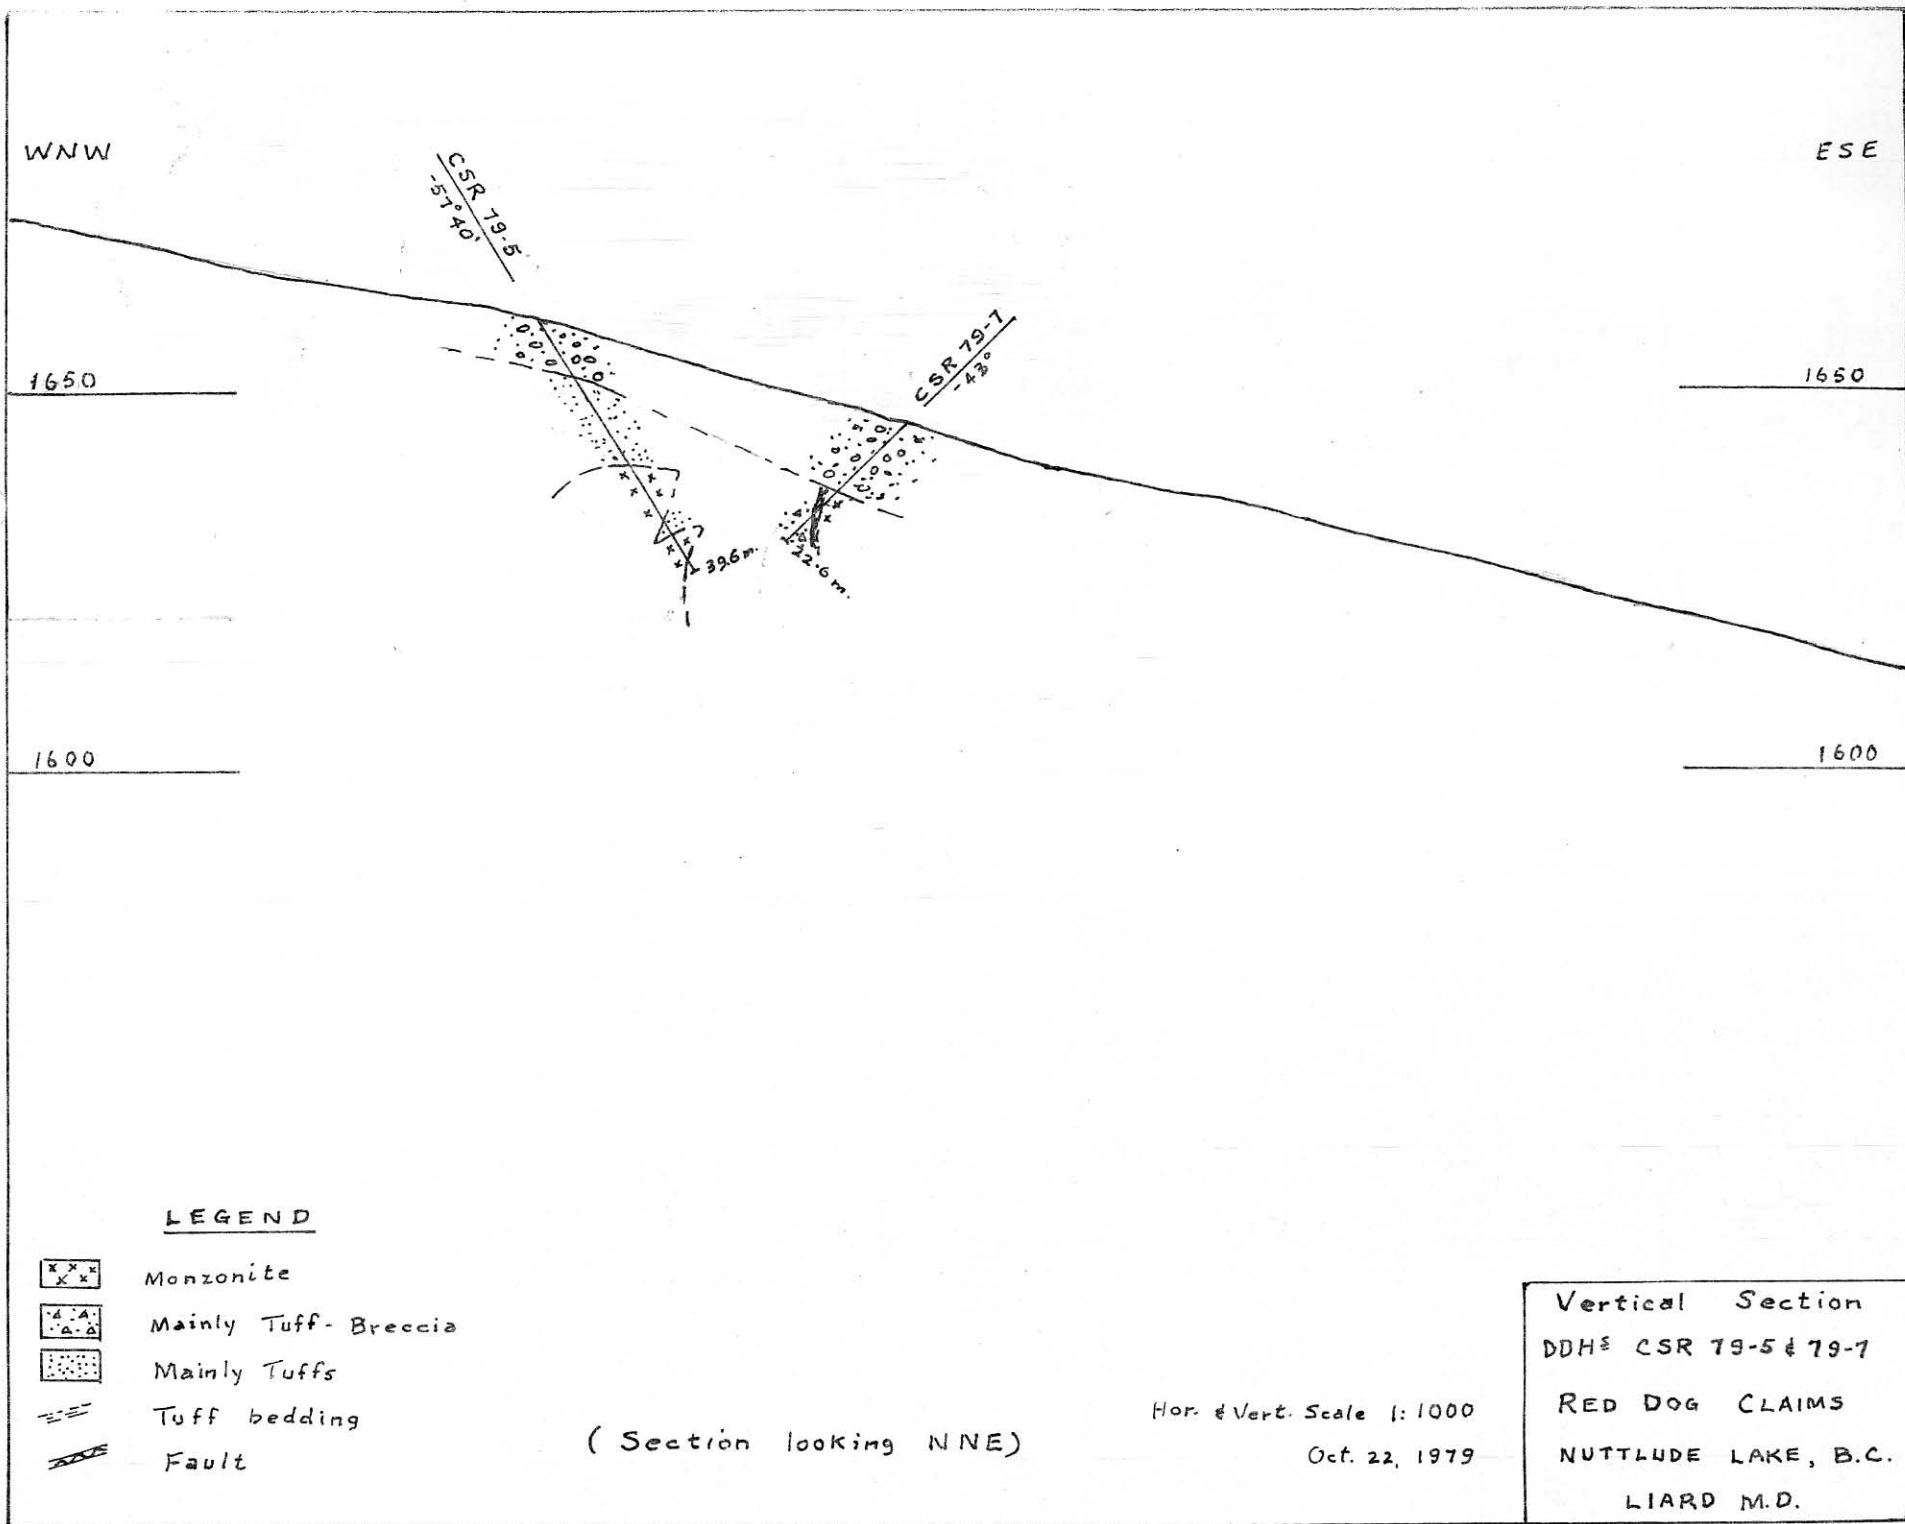 WNW
ESE
CSR 79-5
-57°40'
CSR 79-7
-43°
1650
1650
39.6 m.
22.6 m.
1600
1600
LEGEND
Monzonite
Mainly Tuff-Breccia
Mainly Tuffs
Tuff bedding
Fault
(Section looking NNE)
Hor. & Vert. Scale 1:1000
Oct. 22, 1979
Vertical Section
DDHs CSR 79-5 & 79-7
RED DOG CLAIMS
NUTTLUDE LAKE, B.C.
LIARD M.D.